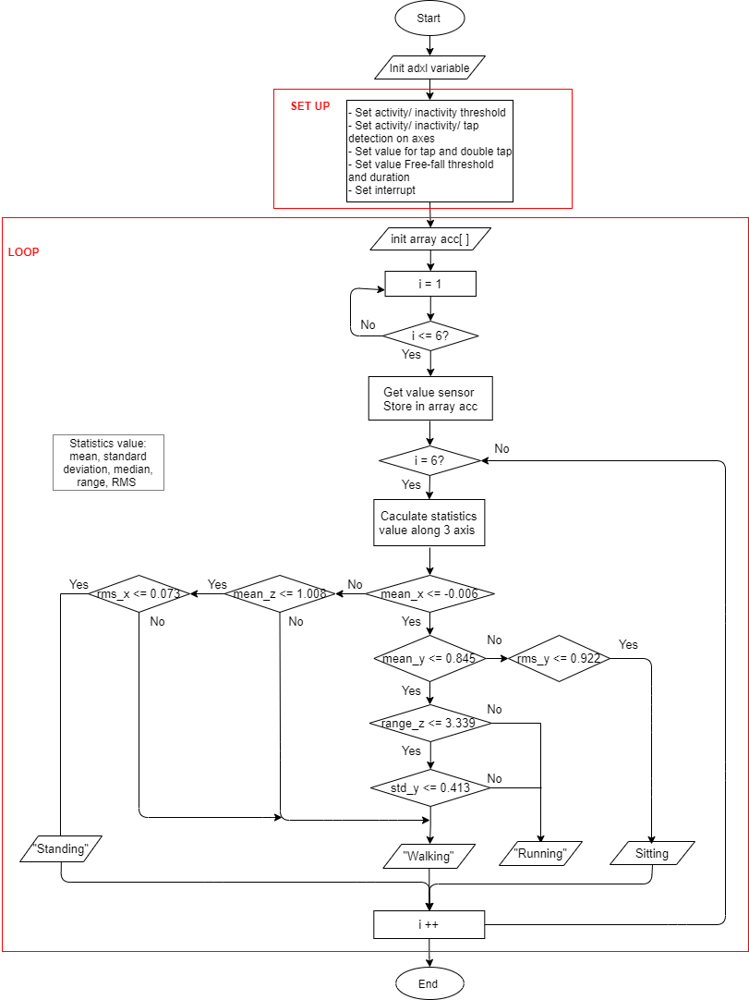 Start
Init adxl variable
SET UP
- Set activity/ inactivity threshold
- Set activity/ inactivity/ tap
detection on axes
- Set value for tap and double tap
- Set value Free-fall threshold
and duration
- Set interrupt
LOOP
init array acc[ ]
i = 1
No
i <= 6?
Yes
Get value sensor
Store in array acc
Statistics value:
mean, standard
deviation, median,
range, RMS
i = 6?
No
Yes
Caculate statistics
value along 3 axis
Yes
rms_x <= 0.073
Yes
mean_z <= 1.008
No
mean_x <= -0.006
No
No
Yes
mean_y <= 0.845
No
rms_y <= 0.922
Yes
Yes
range_z <= 3.339
No
Yes
std_y <= 0.413
No
"Standing"
"Walking"
"Running"
Sitting
i ++
End